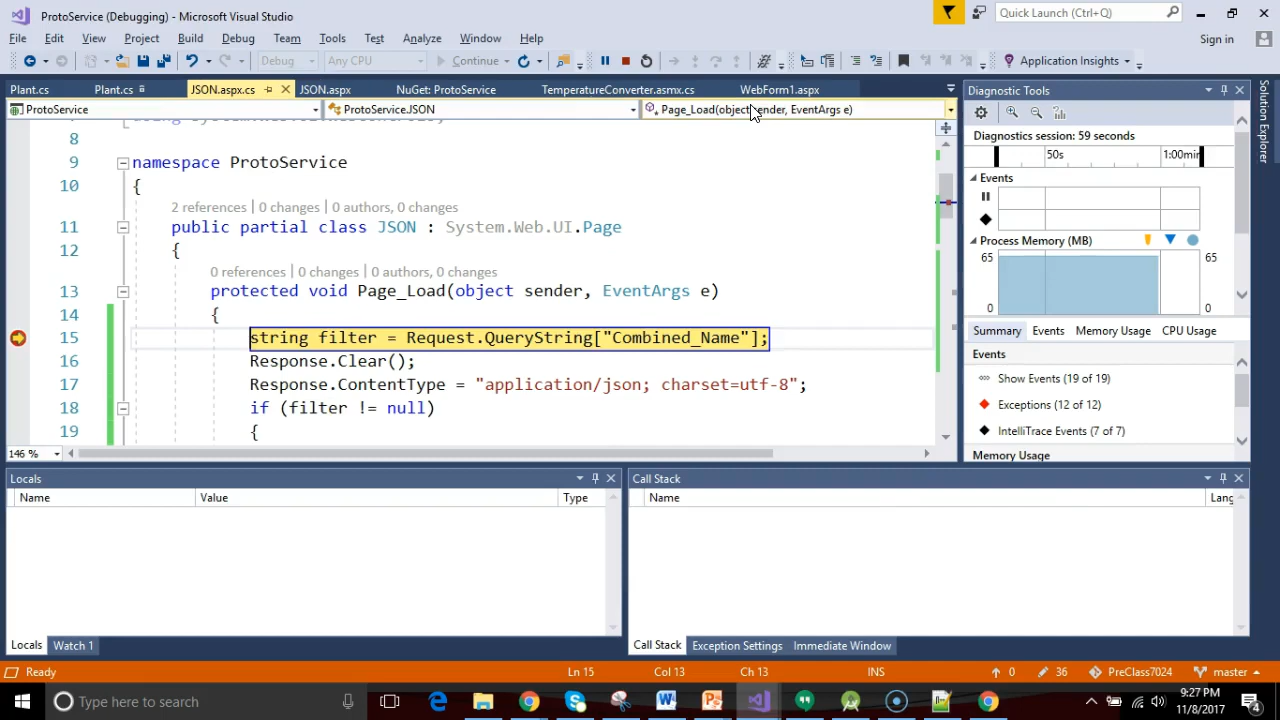 ProtoService (Debugging) - Microsoft Visual Studio
Quick Launch (Ctrl+Q)
File Edit View Project Build Debug Team Tools Test Analyze Window Help
Sign in
Debug Any CPU Continue Application Insights
Plant.cs Plant.cs JSON.aspx.cs JSON.aspx NuGet: ProtoService TemperatureConverter.asmx.cs WebForm1.aspx
ProtoService ProtoService.JSON Page_Load(object sender, EventArgs e)
8
9 namespace ProtoService
10 {
2 references | 0 changes | 0 authors, 0 changes
11 public partial class JSON : System.Web.UI.Page
12 {
0 references | 0 changes | 0 authors, 0 changes
13 protected void Page_Load(object sender, EventArgs e)
14 {
15 string filter = Request.QueryString["Combined_Name"];
16 Response.Clear();
17 Response.ContentType = "application/json; charset=utf-8";
18 if (filter != null)
19 {
146 %
Diagnostic Tools
Diagnostics session: 59 seconds
50s 1:00min
Events
Process Memory (MB)
65 65
0 0
Summary Events Memory Usage CPU Usage
Events
Show Events (19 of 19)
Exceptions (12 of 12)
IntelliTrace Events (7 of 7)
Memory Usage
Solution Explorer
Locals
Name Value Type
Locals Watch 1
Call Stack
Name Lang
Call Stack Exception Settings Immediate Window
Ready Ln 15 Col 13 Ch 13 INS 0 36 PreClass7024 master
Type here to search
9:27 PM
11/8/2017
4